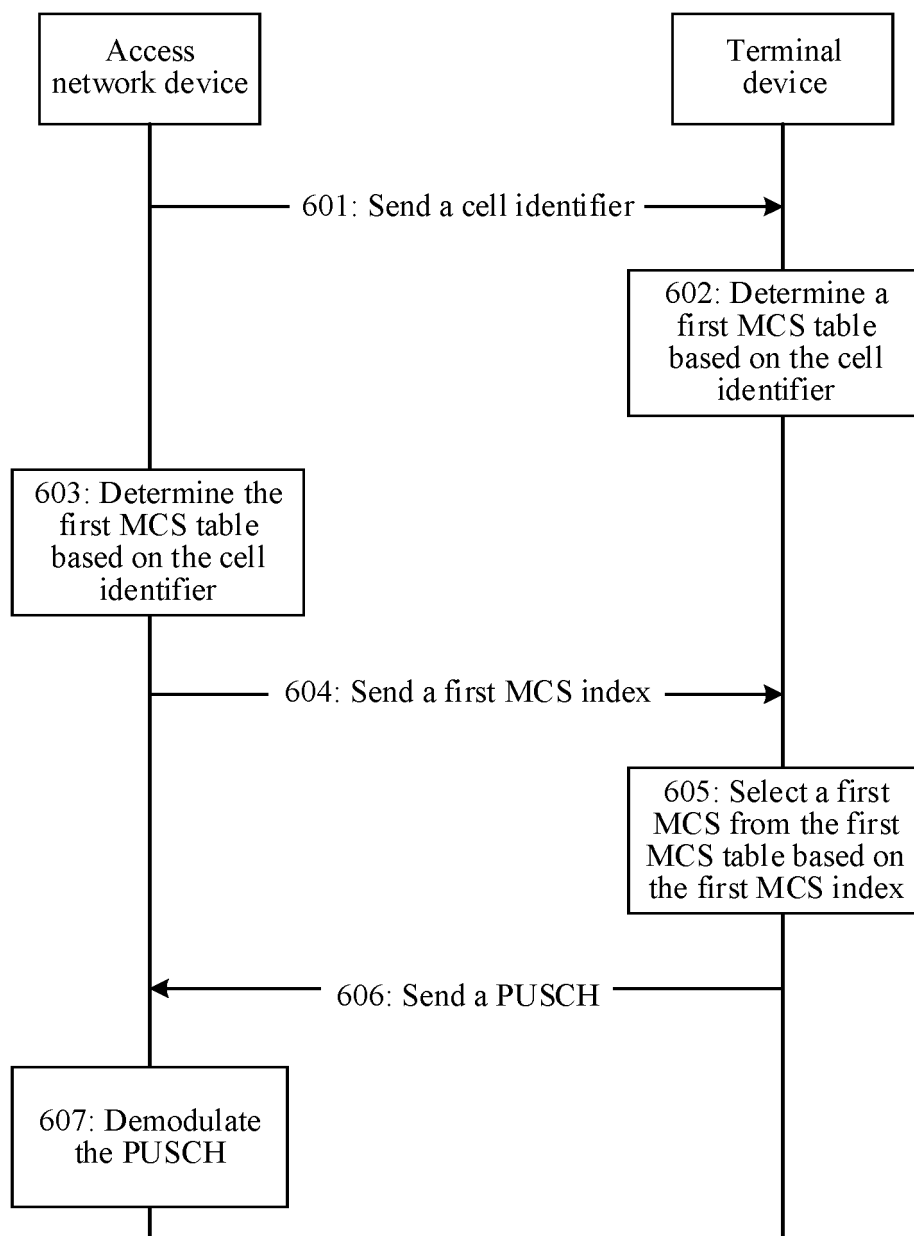 Access
network device
Terminal
device
601: Send a cell identifier
602: Determine a
first MCS table
based on the cell
identifier
603: Determine the
first MCS table
based on the cell
identifier
604: Send a first MCS index
605: Select a first
MCS from the first
MCS table based on
the first MCS index
606: Send a PUSCH
607: Demodulate
the PUSCH